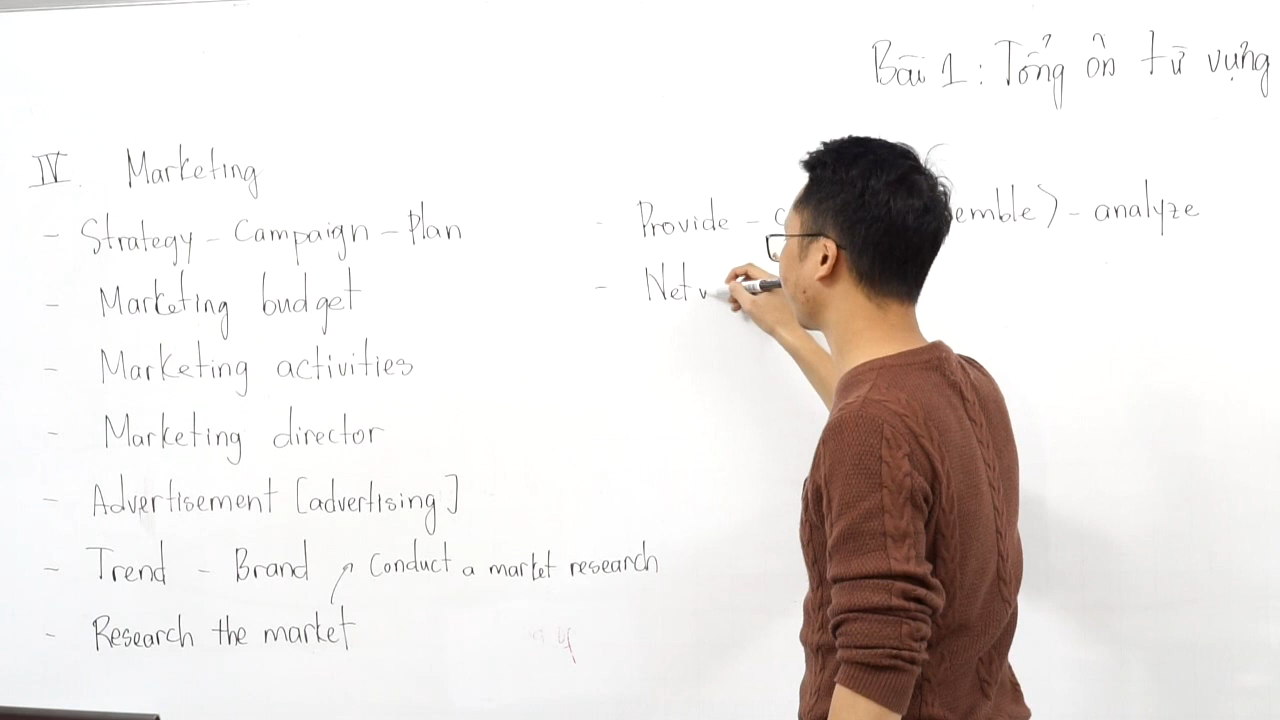 Bài 1: Tổng ôn từ vựng
IV. Marketing
- Strategy - Campaign - Plan
- Marketing budget
- Marketing activities
- Marketing director
- Advertisement [advertising]
- Trend - Brand
Conduct a market research
- Research the market
- Provide - emble) - analyze
- Net